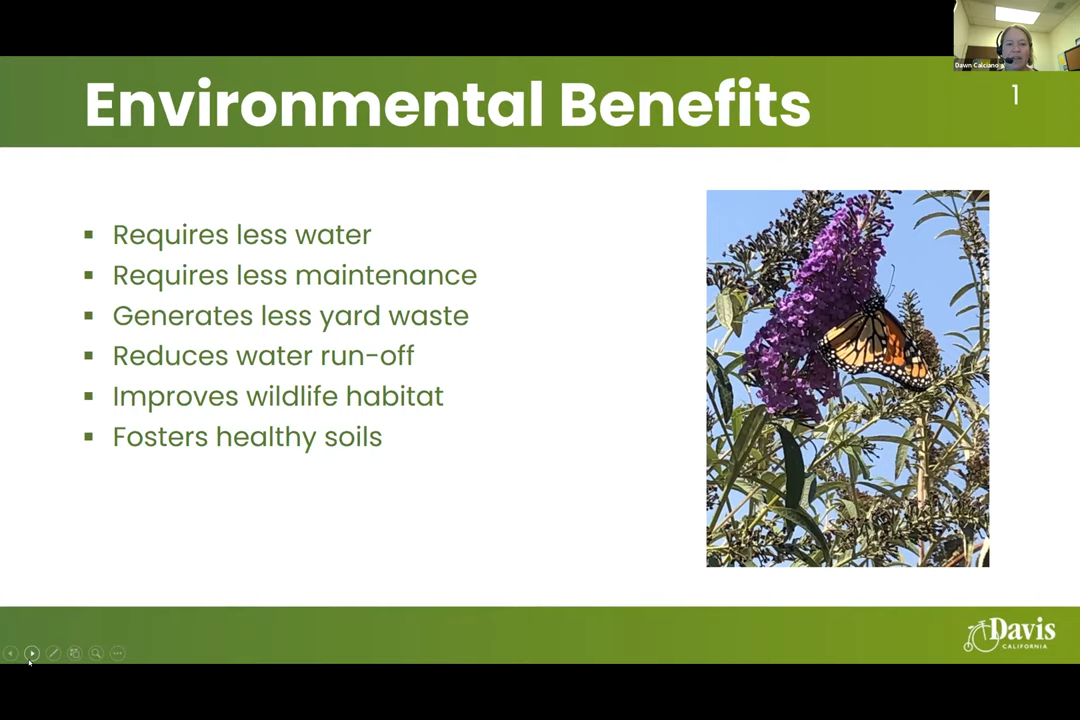 Dawn Calciano
Environmental Benefits
1
▪ Requires less water
▪ Requires less maintenance
▪ Generates less yard waste
▪ Reduces water run-off
▪ Improves wildlife habitat
▪ Fosters healthy soils
Davis
CALIFORNIA